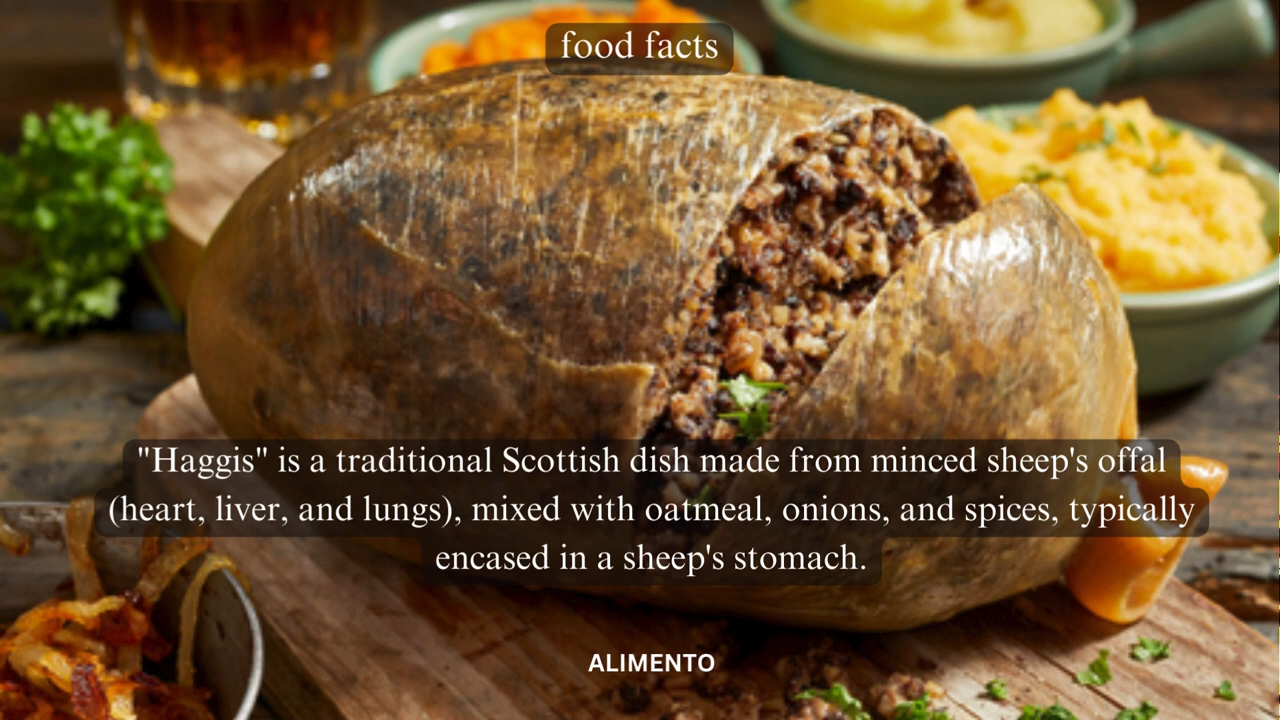 food facts
"Haggis" is a traditional Scottish dish made from minced sheep's offal
(heart, liver, and lungs), mixed with oatmeal, onions, and spices, typically
encased in a sheep's stomach.
ALIMENTO